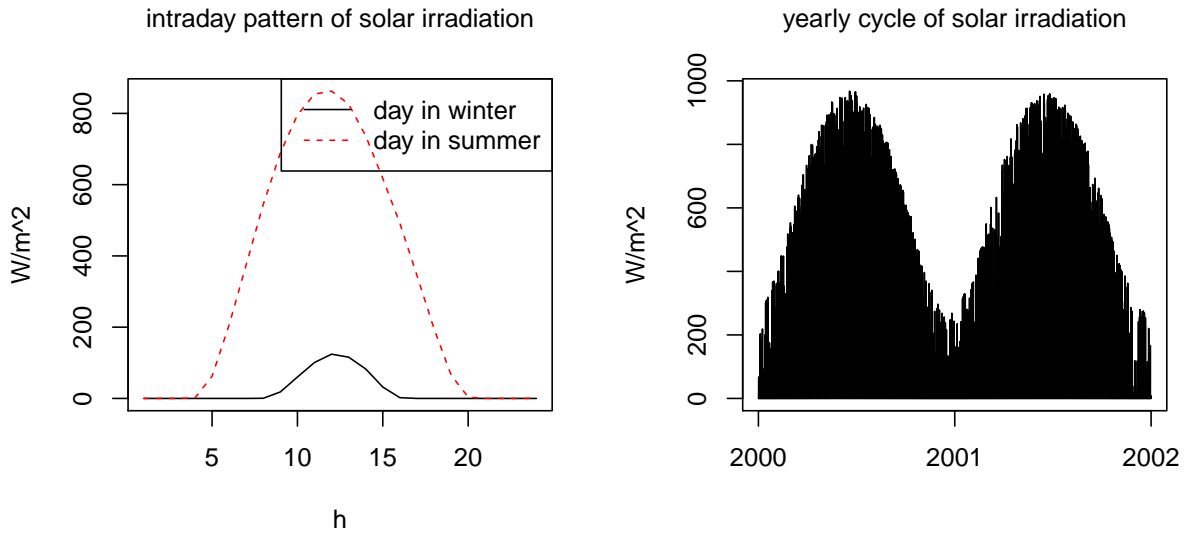 intraday pattern of solar irradiation
W/m^2
0
200
400
600
800
day in winter
day in summer
5
10
15
20
h
yearly cycle of solar irradiation
W/m^2
0
200
600
1000
2000
2001
2002